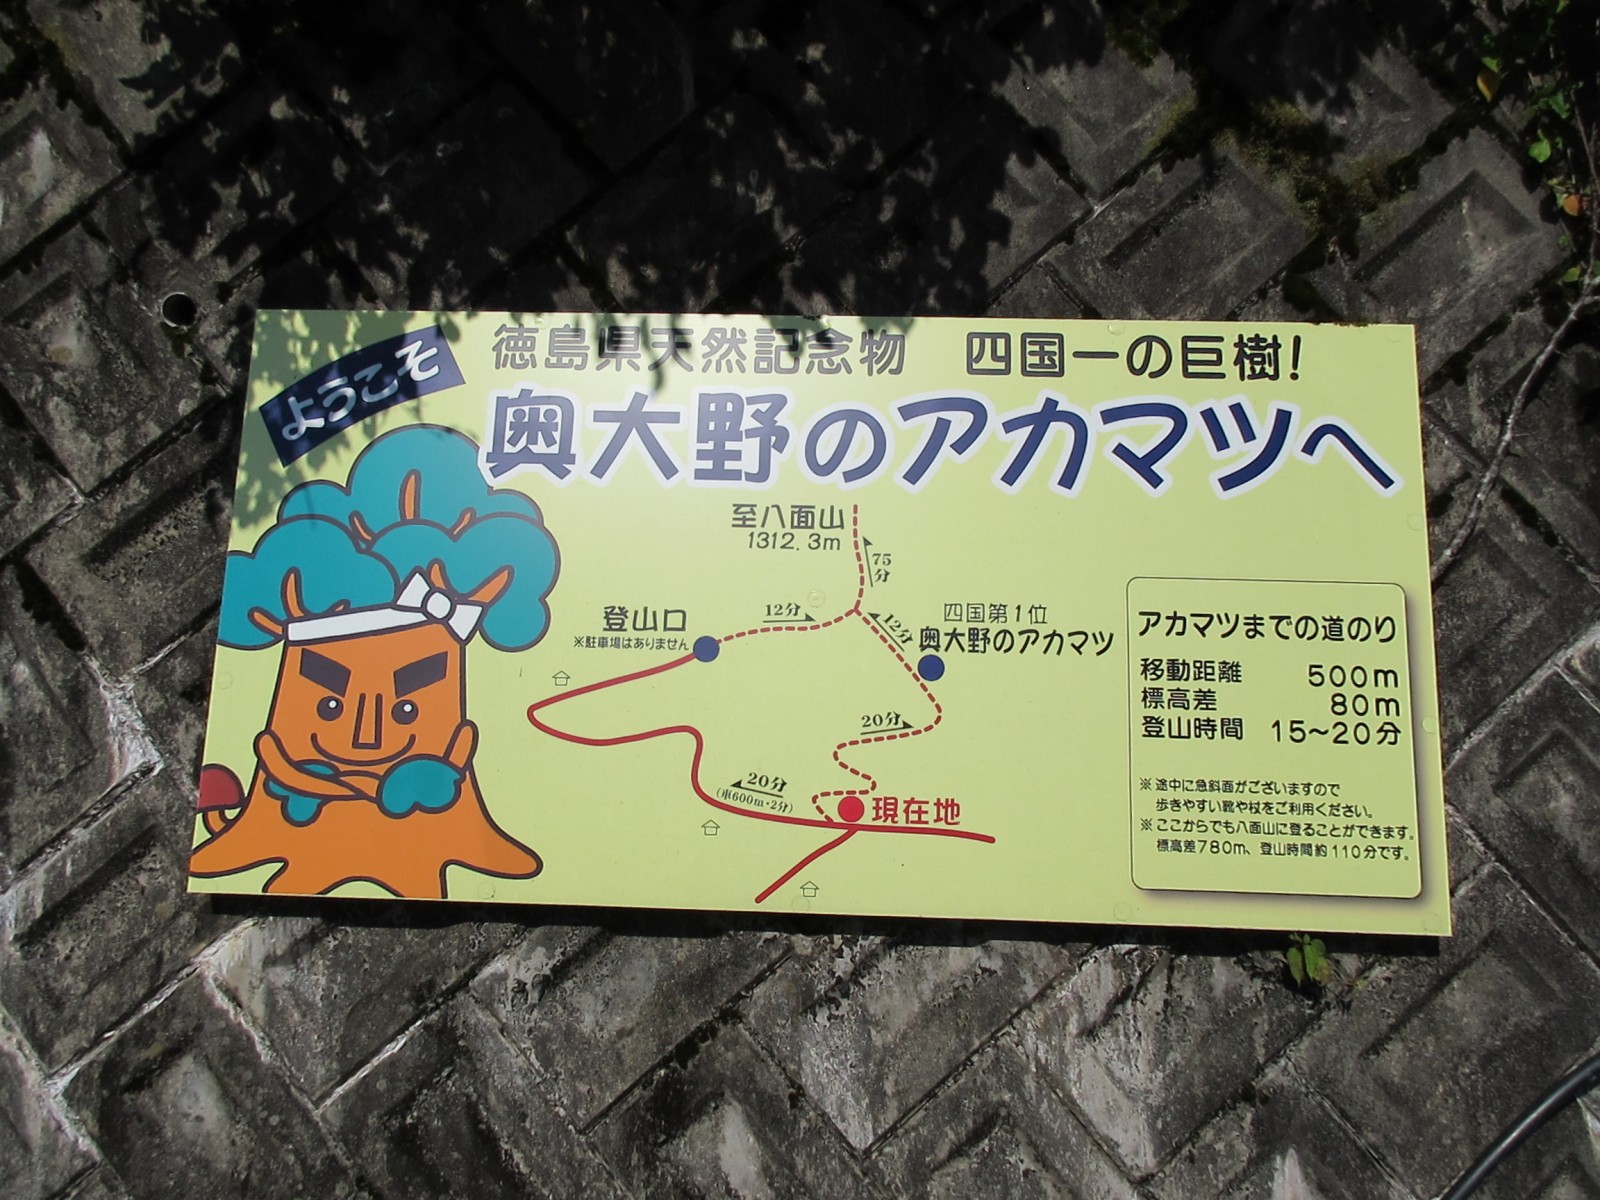 ようこそ
徳島県天然記念物　四国一の巨樹!
奥大野のアカマツへ
至八面山
1312.3m
75分
登山口
※駐車場はありません
12分
12分
四国第1位
奥大野のアカマツ
20分
20分
(車600m・2分)
現在地
アカマツまでの道のり
移動距離　500m
標高差　80m
登山時間　15～20分
※途中に急斜面がございますので
歩きやすい靴や杖をご利用ください。
※ここからでも八面山に登ることができます。
標高差780m、登山時間約110分です。